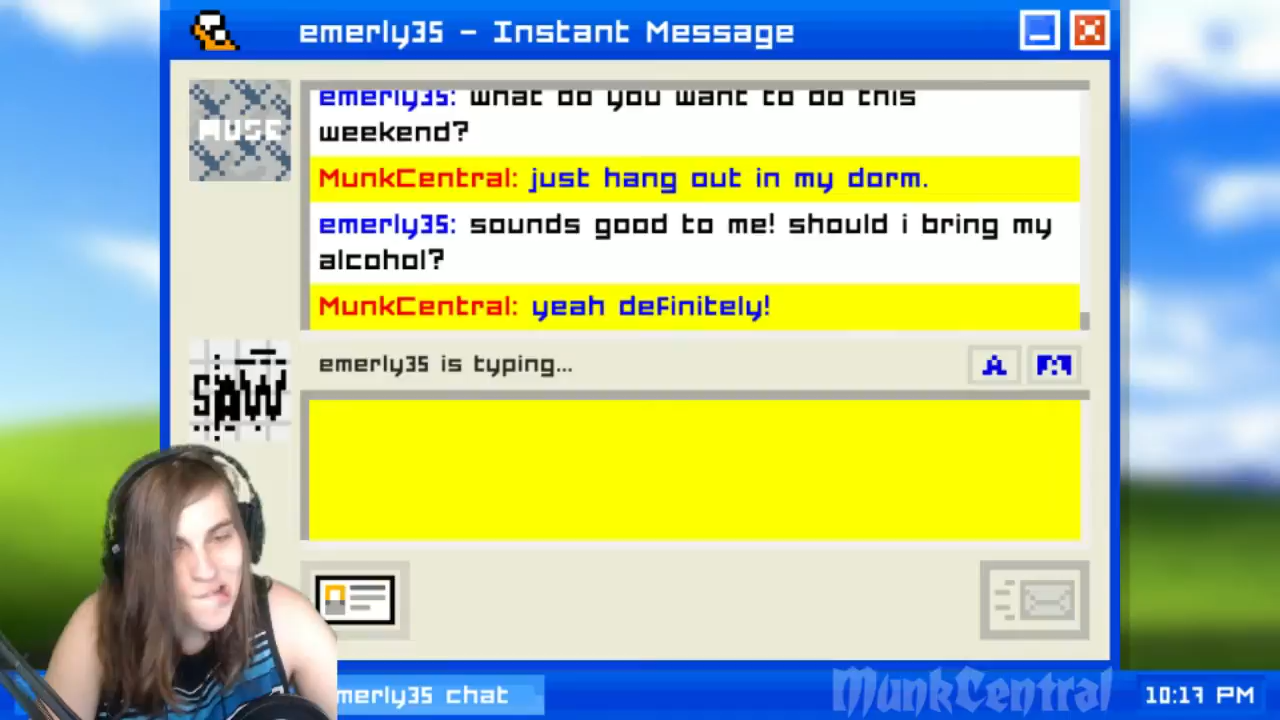 emerly35 - Instant Message
MUSE
emerly35: what do you want to do this
weekend?
MunkCentral: just hang out in my dorm.
emerly35: sounds good to me! should i bring my
alcohol?
MunkCentral: yeah definitely!
SAW
emerly35 is typing...
A
merly35 chat
MunkCentral
10:17 PM